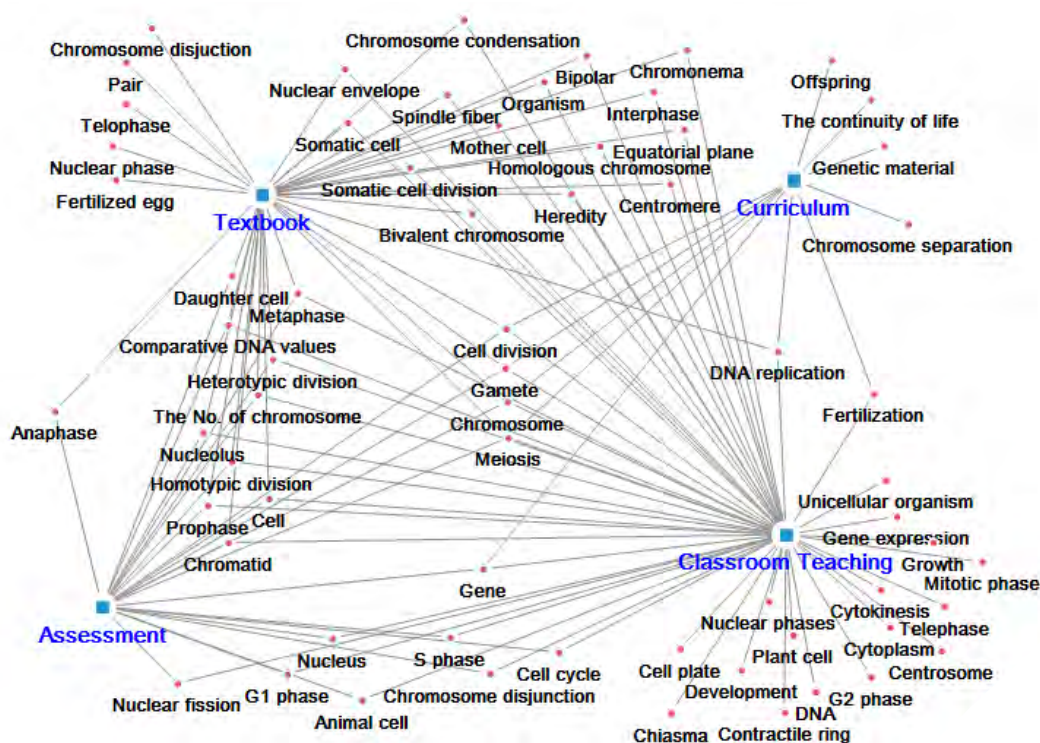 Chromosome disjuction
Chromosome condensation
Pair
Nuclear envelope
Bipolar
Chromonema
Offspring
Organism
Telophase
Spindle fiber
Interphase
The continuity of life
Somatic cell
Mother cell
Equatorial plane
Nuclear phase
Homologous chromosome
Genetic material
Fertilized egg
Somatic cell division
Centromere
Curriculum
Textbook
Heredity
Bivalent chromosome
Chromosome separation
Daughter cell
Metaphase
Comparative DNA values
Cell division
DNA replication
Heterotypic division
Gamete
The No. of chromosome
Fertilization
Anaphase
Chromosome
Nucleolus
Meiosis
Homotypic division
Unicellular organism
Prophase
Cell
Gene expression
Chromatid
Classroom Teaching
Growth
Mitotic phase
Gene
Cytokinesis
Nuclear phases
Telephase
Assessment
Plant cell
Cytoplasm
Nucleus
S phase
Cell cycle
Cell plate
Centrosome
Nuclear fission
G1 phase
Chromosome disjunction
Development
G2 phase
Animal cell
DNA
Chiasma
Contractile ring